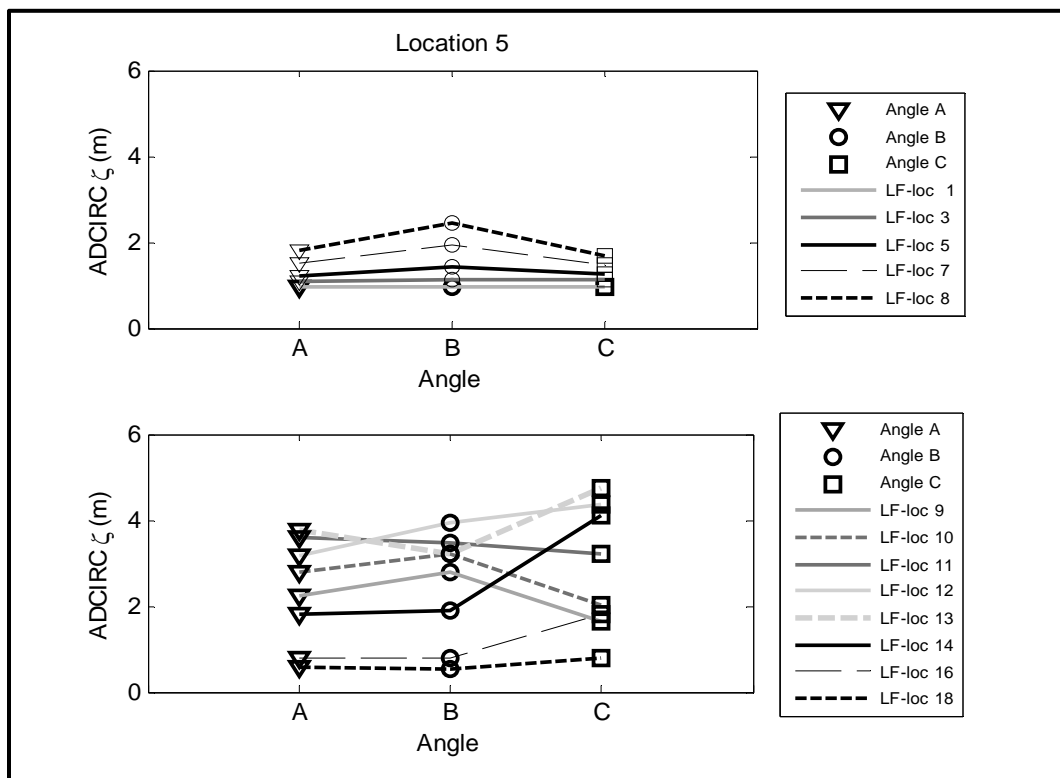 Location 5
ADCIRC ζ (m)
6
4
2
0
A B C
Angle
Angle A
Angle B
Angle C
LF-loc 1
LF-loc 3
LF-loc 5
LF-loc 7
LF-loc 8
ADCIRC ζ (m)
6
4
2
0
A B C
Angle
Angle A
Angle B
Angle C
LF-loc 9
LF-loc 10
LF-loc 11
LF-loc 12
LF-loc 13
LF-loc 14
LF-loc 16
LF-loc 18